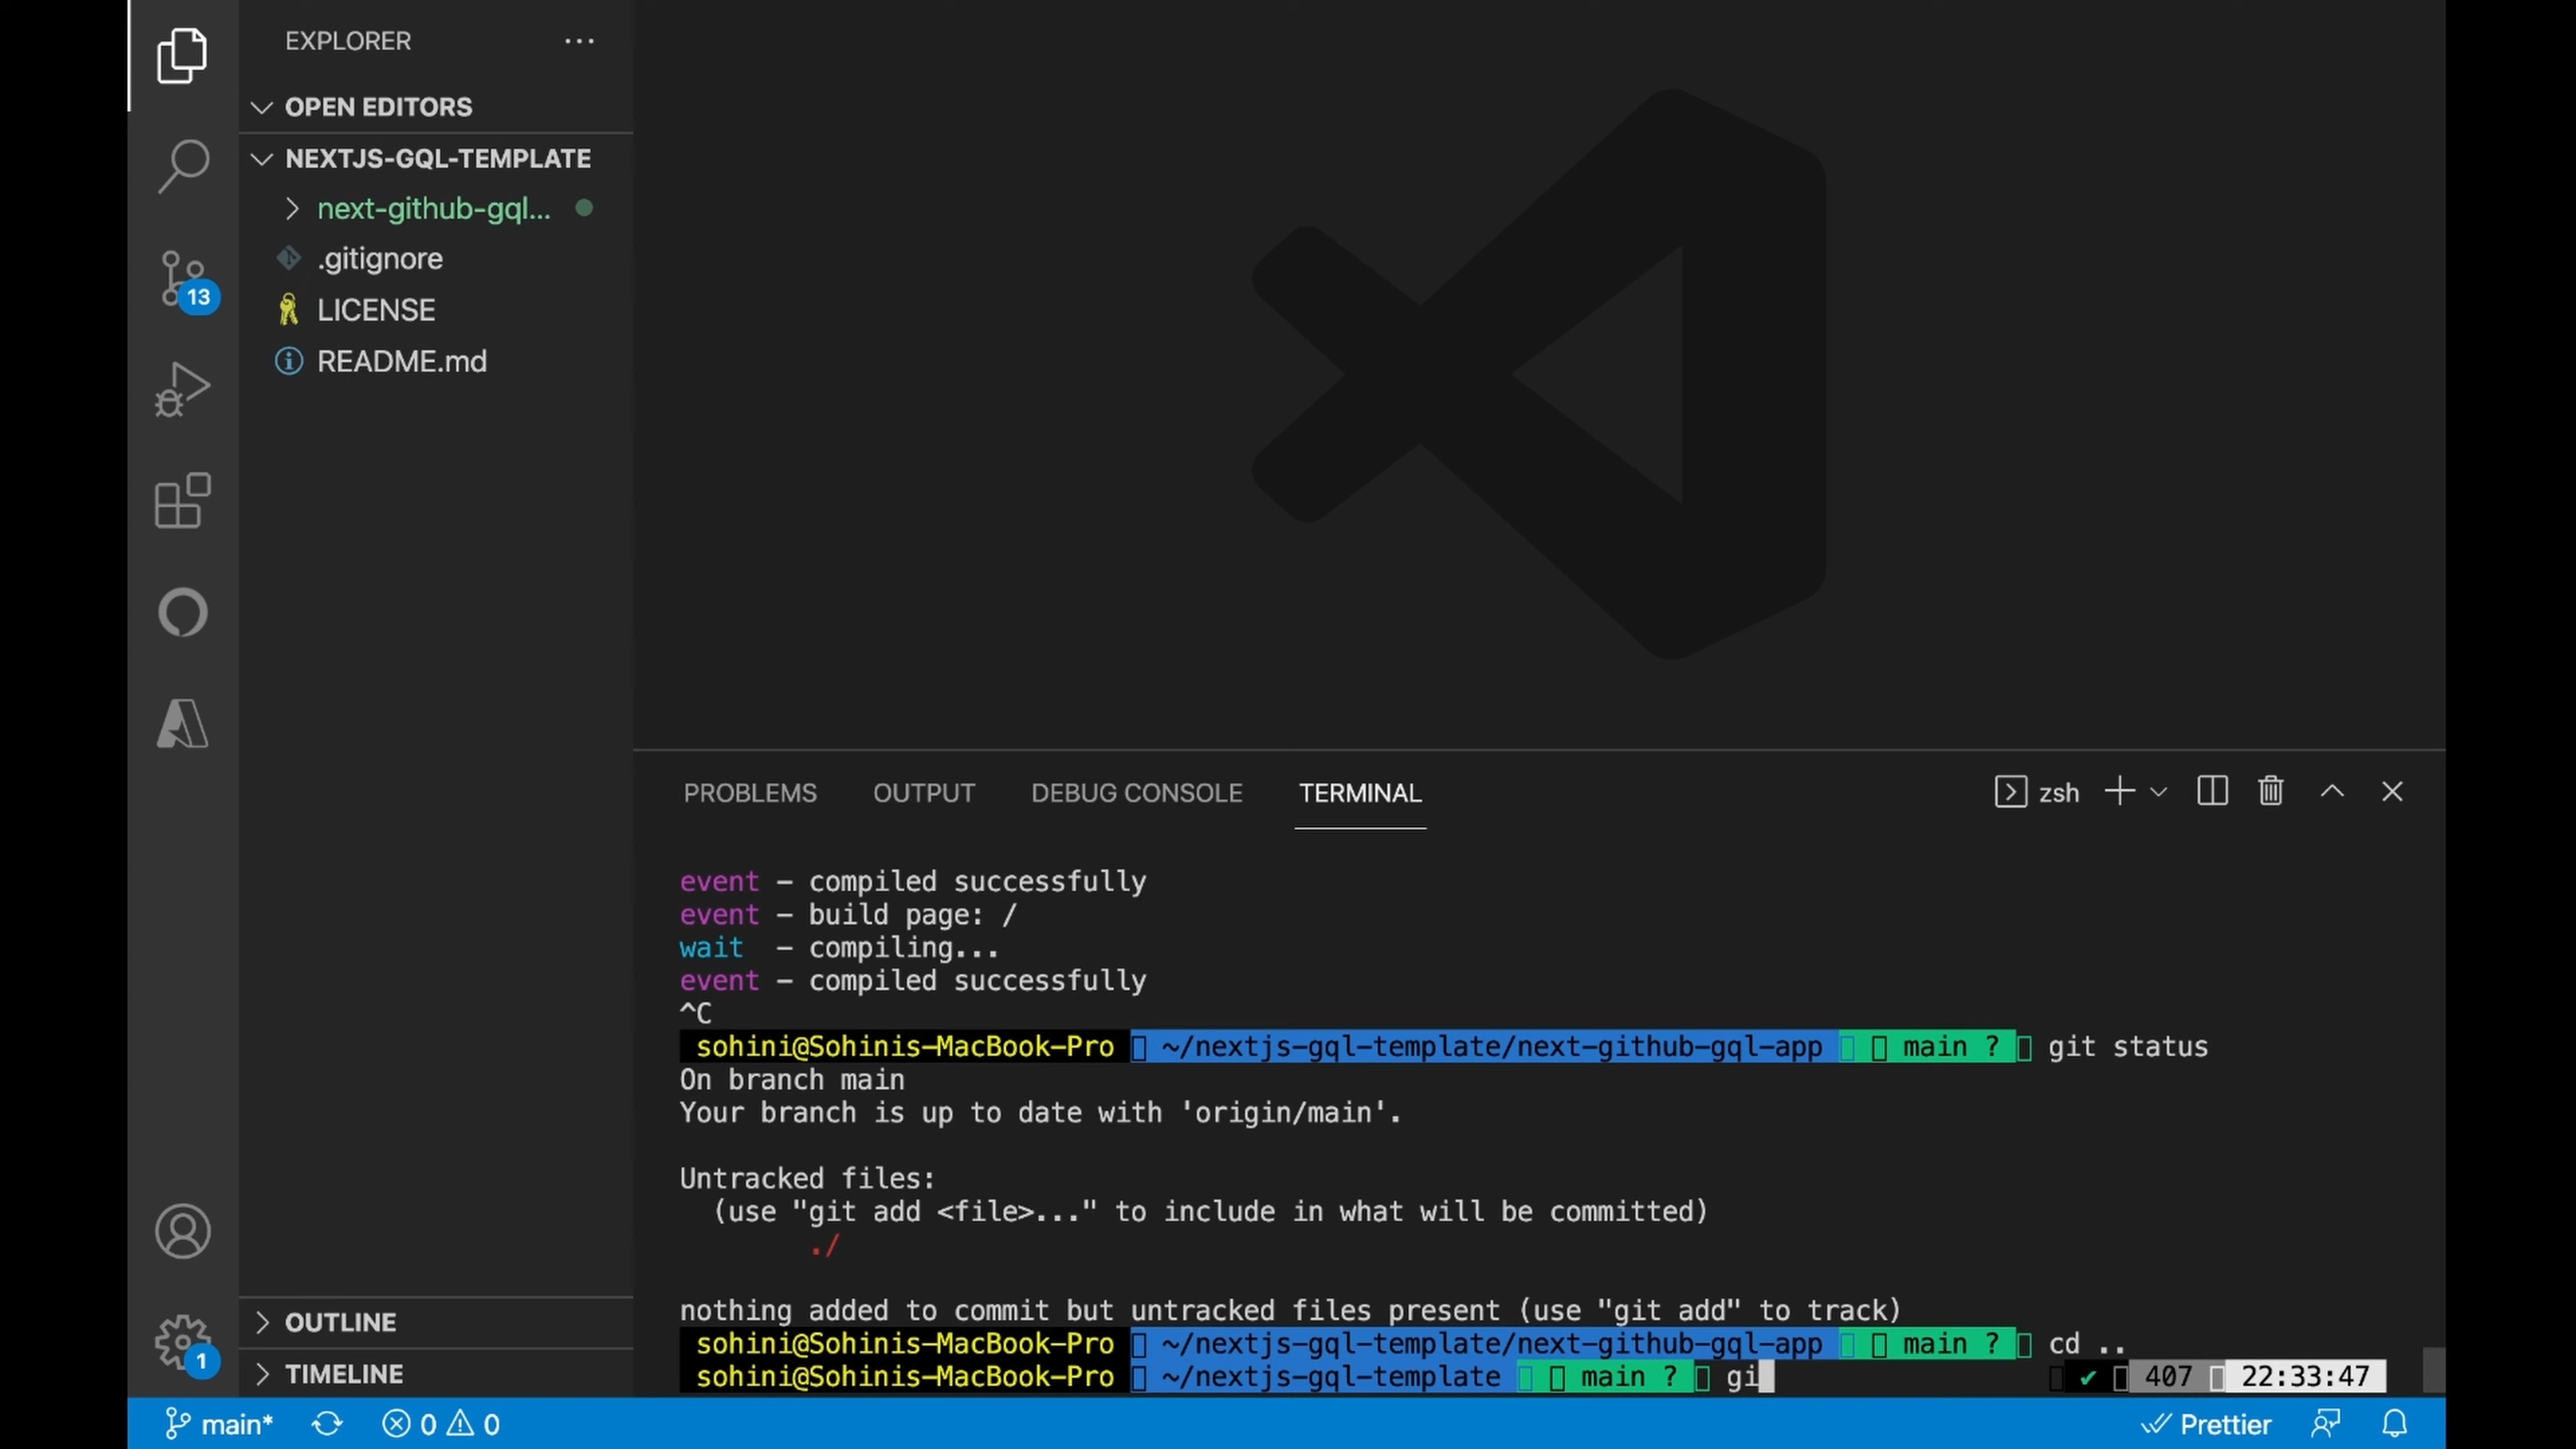 EXPLORER
OPEN EDITORS
NEXTJS-GQL-TEMPLATE
next-github-gql...
.gitignore
LICENSE
README.md
13
1
OUTLINE
TIMELINE
PROBLEMS OUTPUT DEBUG CONSOLE TERMINAL zsh
event - compiled successfully
event - build page: /
wait - compiling...
event - compiled successfully
^C
sohini@Sohinis-MacBook-Pro ~/nextjs-gql-template/next-github-gql-app main ? git status
On branch main
Your branch is up to date with 'origin/main'.
Untracked files:
(use "git add <file>..." to include in what will be committed)
./
nothing added to commit but untracked files present (use "git add" to track)
sohini@Sohinis-MacBook-Pro ~/nextjs-gql-template/next-github-gql-app main ? cd ..
sohini@Sohinis-MacBook-Pro ~/nextjs-gql-template main ? gi ✔ 407 22:33:47
main* 0 0 Prettier